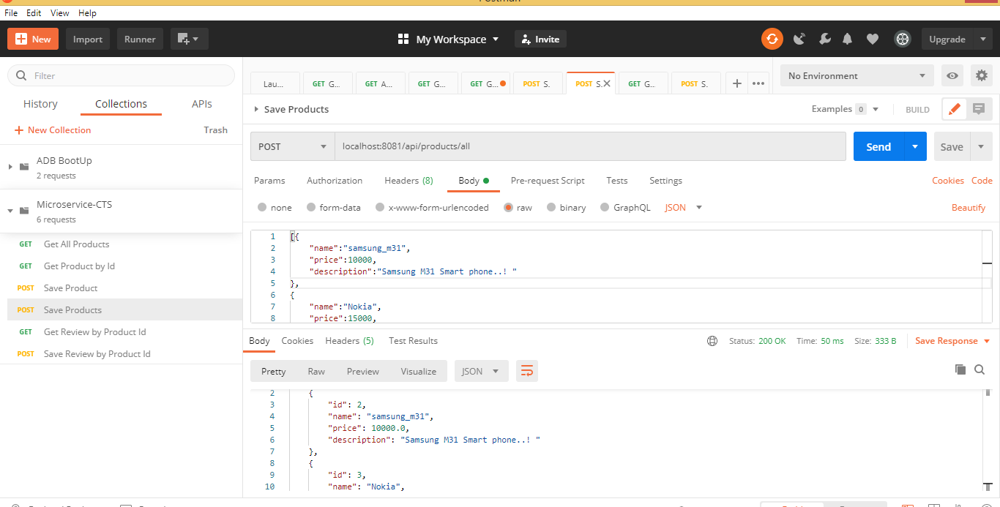 File Edit View Help
New Import Runner My Workspace Invite Upgrade
Filter
History Collections APIs
New Collection Trash
ADB BootUp
2 requests
Microservice-CTS
6 requests
GET Get All Products
GET Get Product by Id
POST Save Product
POST Save Products
GET Get Review by Product Id
POST Save Review by Product Id
Lau... GET G... GET A... GET G... GET G... POST S. POST S. GET G... POST S.
No Environment
Save Products Examples 0 BUILD
POST localhost:8081/api/products/all Send Save
Params Authorization Headers (8) Body Pre-request Script Tests Settings Cookies Code
none form-data x-www-form-urlencoded raw binary GraphQL JSON Beautify
1 [{
2 "name":"samsung_m31",
3 "price":10000,
4 "description":"Samsung M31 Smart phone..! "
5 },
6 {
7 "name":"Nokia",
8 "price":15000,
Body Cookies Headers (5) Test Results Status: 200 OK Time: 50 ms Size: 333 B Save Response
Pretty Raw Preview Visualize JSON
2 {
3 "id": 2,
4 "name": "samsung_m31",
5 "price": 10000.0,
6 "description": "Samsung M31 Smart phone..! "
7 },
8 {
9 "id": 3,
10 "name": "Nokia",